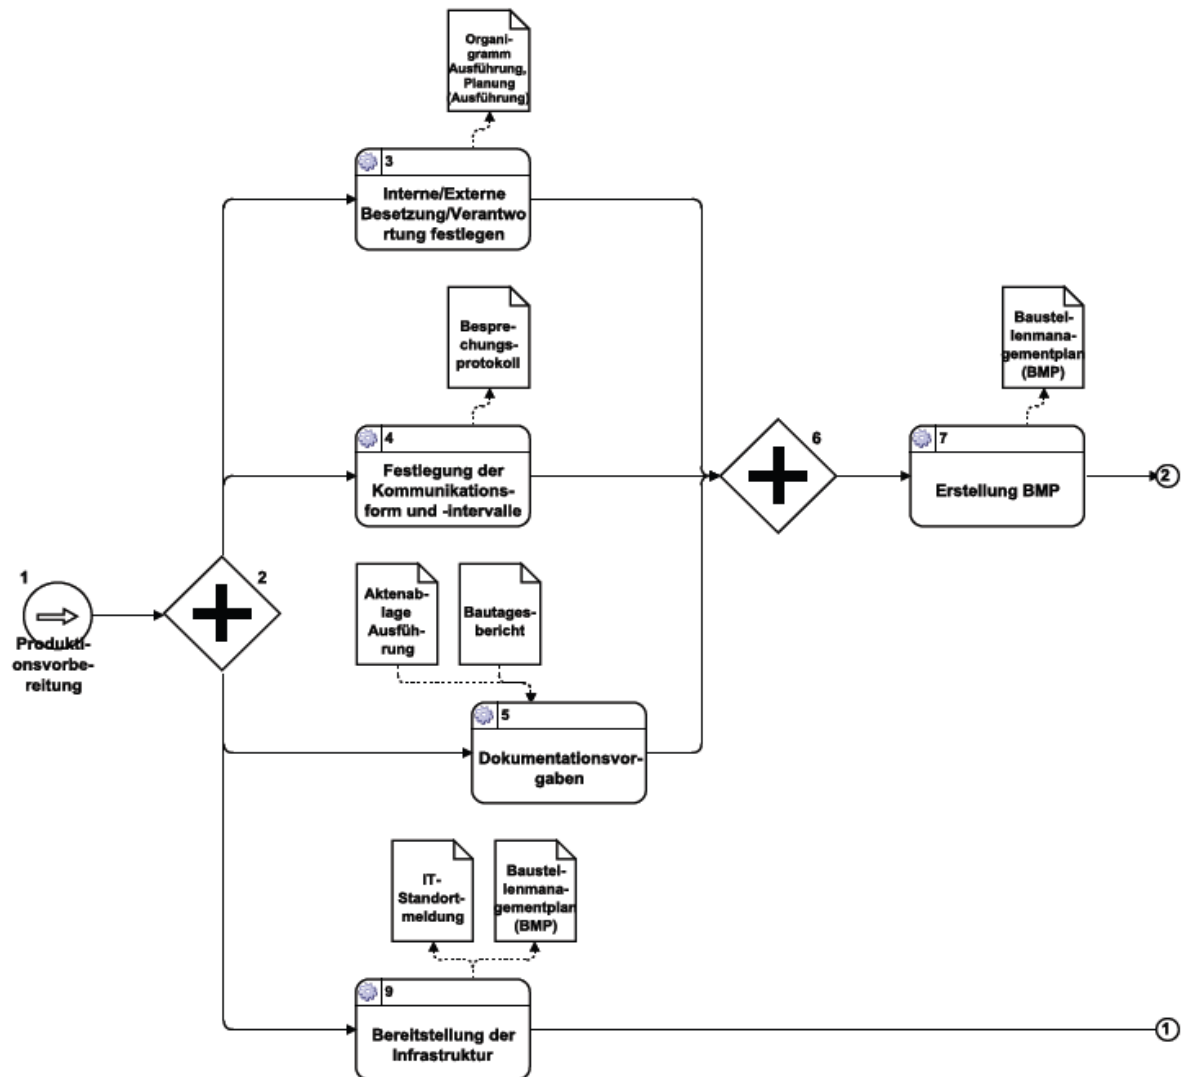 Organi-
gramm
Ausführung,
Planung
(Ausführung)
3
Interne/Externe
Besetzung/Verantwo
rtung festlegen
Bespre-
chungs-
protokoll
4
Festlegung der
Kommunikations-
form und -intervalle
6
Baustel-
lenmana-
gementplan
(BMP)
7
Erstellung BMP
2
1
Produkti-
onsvorbe-
reitung
2
Aktenab-
lage
Ausfüh-
rung
Bautages-
bericht
5
Dokumentationsvor-
gaben
IT-
Standort-
meldung
Baustel-
lenmana-
gementplan
(BMP)
9
Bereitstellung der
Infrastruktur
1